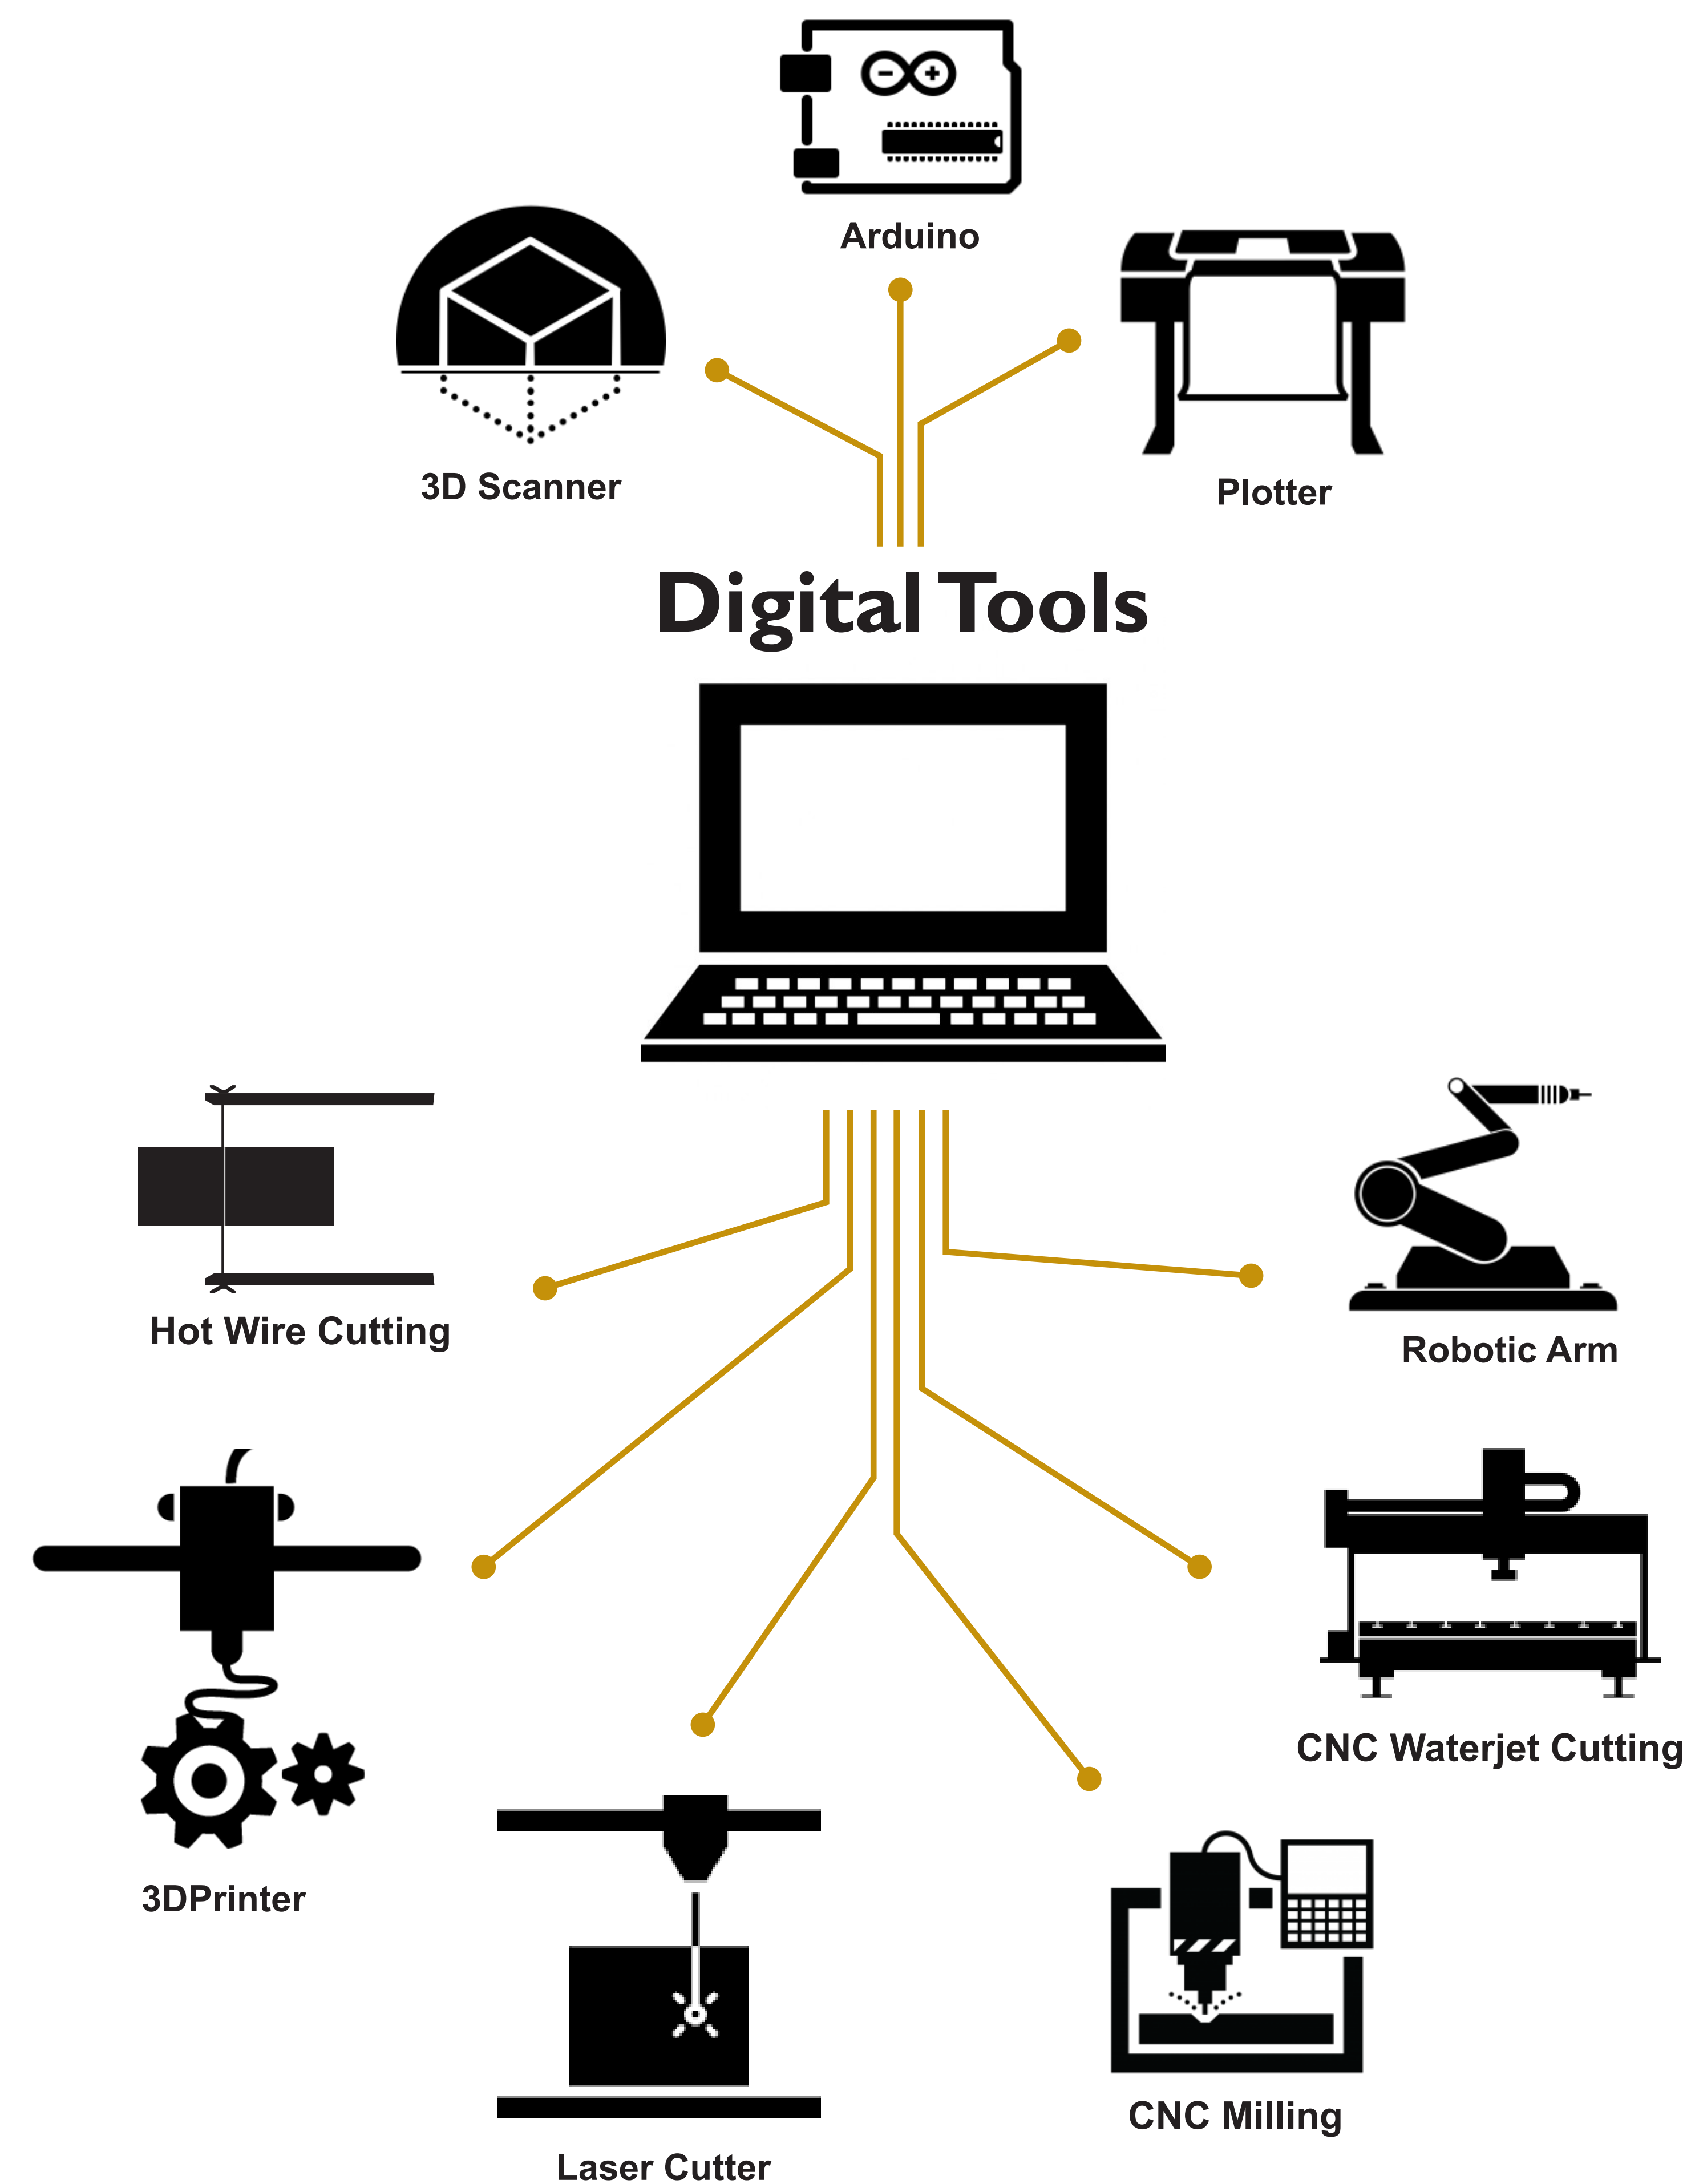 Arduino
3D Scanner
Plotter
Digital Tools
Hot Wire Cutting
Robotic Arm
CNC Waterjet Cutting
3DPrinter
CNC Milling
Laser Cutter